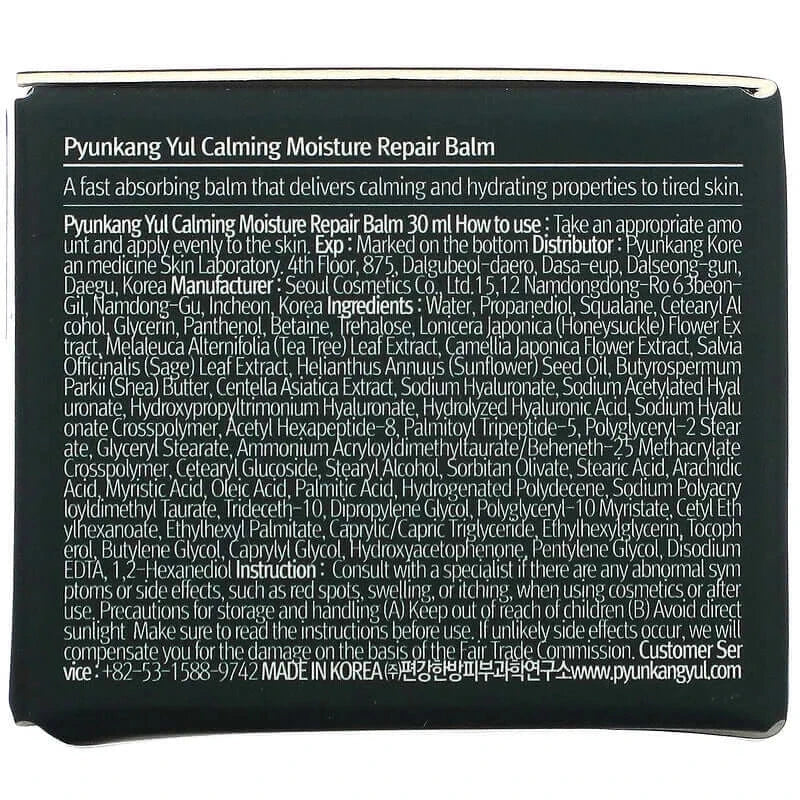 Pyunkang Yul Calming Moisture Repair Balm
A fast absorbing balm that delivers calming and hydrating properties to tired skin.
Pyunkang Yul Calming Moisture Repair Balm 30 ml How to use : Take an appropriate amo
unt and apply evenly to the skin. Exp : Marked on the bottom Distributor : Pyunkang Kore
an medicine Skin Laboratory. 4th Floor, 875, Dalgubeol-daero, Dasa-eup, Dalseong-gun,
Daegu, Korea Manufacturer : Seoul Cosmetics Co., Ltd.15,12 Namdongdong-Ro 63beon-
Gil, Namdong-Gu, Incheon, Korea Ingredients : Water, Propanediol, Squalane, Cetearyl Al
cohol, Glycerin, Panthenol, Betaine, Trehalose, Lonicera Japonica (Honeysuckle) Flower Ex
tract, Melaleuca Alternifolia (Tea Tree) Leaf Extract, Camellia Japonica Flower Extract, Salvia
Officinalis (Sage) Leaf Extract, Helianthus Annuus (Sunflower) Seed Oil, Butyrospermum
Parkii (Shea) Butter, Centella Asiatica Extract, Sodium Hyaluronate, Sodium Acetylated Hyal
uronate, Hydroxypropyltrimonium Hyaluronate, Hydrolyzed Hyaluronic Acid, Sodium Hyalu
onate Crosspolymer, Acetyl Hexapeptide-8, Palmitoyl Tripeptide-5, Polyglyceryl-2 Stear
ate, Glyceryl Stearate, Ammonium Acryloyldimethyltaurate/Beheneth-25 Methacrylate
Crosspolymer, Cetearyl Glucoside, Stearyl Alcohol, Sorbitan Olivate, Stearic Acid, Arachidic
Acid, Myristic Acid, Oleic Acid, Palmitic Acid, Hydrogenated Polydecene, Sodium Polyacry
loyldimethyl Taurate, Trideceth-10, Dipropylene Glycol, Polyglyceryl-10 Myristate, Cetyl Eth
ylhexanoate, Ethylhexyl Palmitate, Caprylic/Capric Triglyceride, Ethylhexylglycerin, Tocoph
erol, Butylene Glycol, Caprylyl Glycol, Hydroxyacetophenone, Pentylene Glycol, Disodium
EDTA, 1,2-Hexanediol Instruction : Consult with a specialist if there are any abnormal sym
ptoms or side effects, such as red spots, swelling, or itching, when using cosmetics or after
use. Precautions for storage and handling (A) Keep out of reach of children (B) Avoid direct
sunlight Make sure to read the instructions before use. If unlikely side effects occur, we will
compensate you for the damage on the basis of the Fair Trade Commission. Customer Ser
vice : +82-53-1588-9742 MADE IN KOREA ㈜편강한방피부과학연구소www.pyunkangyul.com